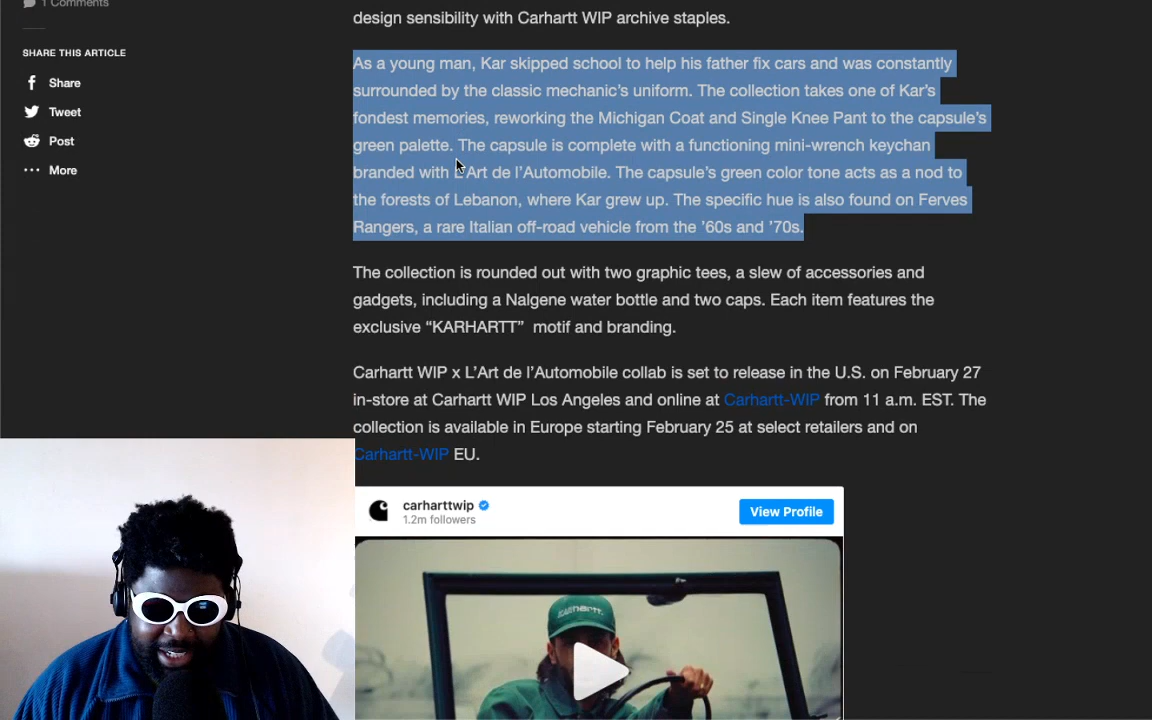 1 Comments
design sensibility with Carhartt WIP archive staples.
SHARE THIS ARTICLE
Share
Tweet
Post
More
As a young man, Kar skipped school to help his father fix cars and was constantly
surrounded by the classic mechanic’s uniform. The collection takes one of Kar’s
fondest memories, reworking the Michigan Coat and Single Knee Pant to the capsule’s
green palette. The capsule is complete with a functioning mini-wrench keychan
branded with L’Art de l’Automobile. The capsule’s green color tone acts as a nod to
the forests of Lebanon, where Kar grew up. The specific hue is also found on Ferves
Rangers, a rare Italian off-road vehicle from the ’60s and ’70s.
The collection is rounded out with two graphic tees, a slew of accessories and
gadgets, including a Nalgene water bottle and two caps. Each item features the
exclusive “KARHARTT” motif and branding.
Carhartt WIP x L’Art de l’Automobile collab is set to release in the U.S. on February 27
in-store at Carhartt WIP Los Angeles and online at Carhartt-WIP from 11 a.m. EST. The
collection is available in Europe starting February 25 at select retailers and on
Carhartt-WIP EU.
carharttwip
1.2m followers
View Profile
KARHARTT